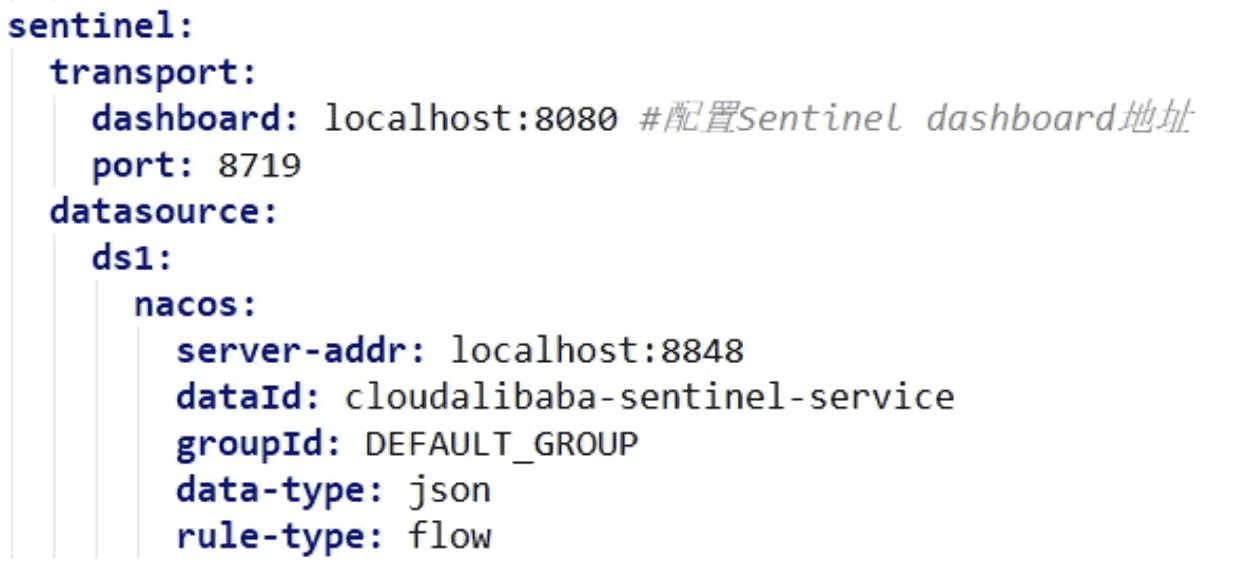 sentinel:
transport:
dashboard: localhost:8080 #配置Sentinel dashboard地址
port: 8719
datasource:
ds1:
nacos:
server-addr: localhost:8848
dataId: cloudalibaba-sentinel-service
groupId: DEFAULT_GROUP
data-type: json
rule-type: flow